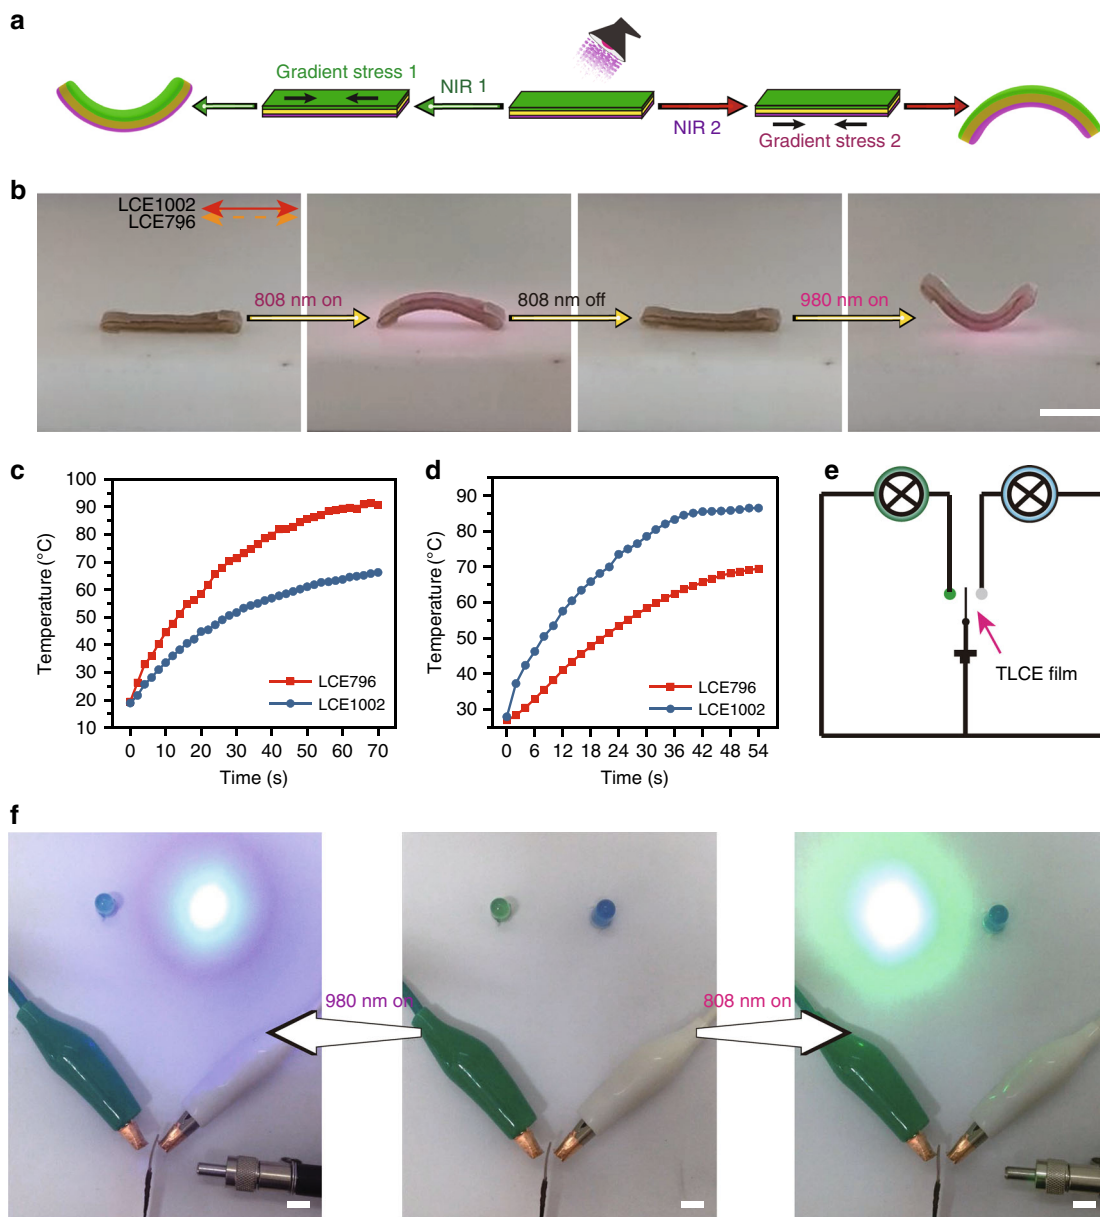 a
Gradient stress 1
NIR 1
NIR 2
Gradient stress 2
b
LCE1002
LCE796
808 nm on
808 nm off
980 nm on
c
100
90
80
70
60
50
40
30
20
10
Temperature (°C)
LCE796
LCE1002
0 10 20 30 40 50 60 70
Time (s)
d
90
80
70
60
50
40
30
Temperature (°C)
LCE796
LCE1002
0 6 12 18 24 30 36 42 48 54
Time (s)
e
TLCE film
f
980 nm on
808 nm on